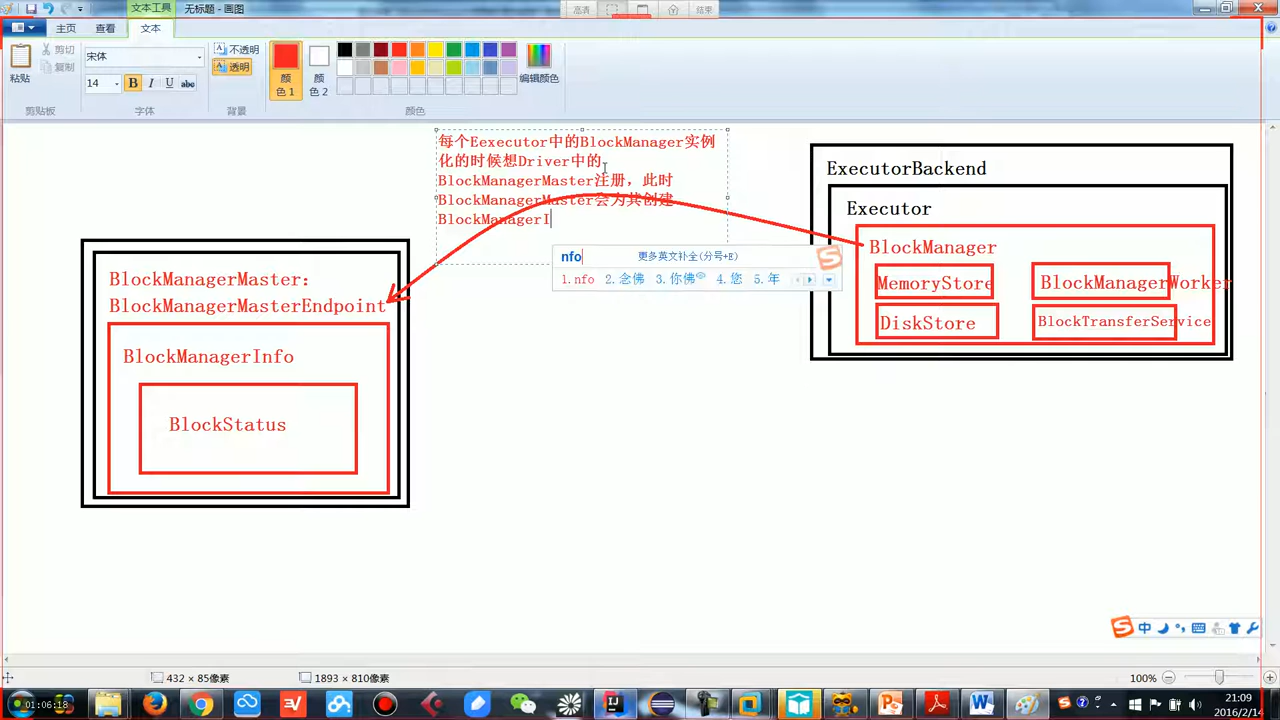 高清
结束
无标题 - 画图
文本工具
主页
查看
文本
粘贴
剪切
复制
剪贴板
宋体
14
B I U abc
字体
不透明
透明
背景
颜色 1
颜色 2
颜色
编辑颜色
每个Eexecutor中的BlockManager实例
化的时候想Driver中的
BlockManagerMaster注册，此时
BlockManagerMaster会为其创建
BlockManagerI
nfo
更多英文补全(分号+E)
1.nfo 2.念佛 3.你佛 4.您 5.年
ExecutorBackend
Executor
BlockManager
MemoryStore
BlockManagerWorker
DiskStore
BlockTransferService
BlockManagerMaster:
BlockManagerMasterEndpoint
BlockManagerInfo
BlockStatus
中
432 × 85像素
1893 × 810像素
100%
01:06:18
21:09
2016/2/14